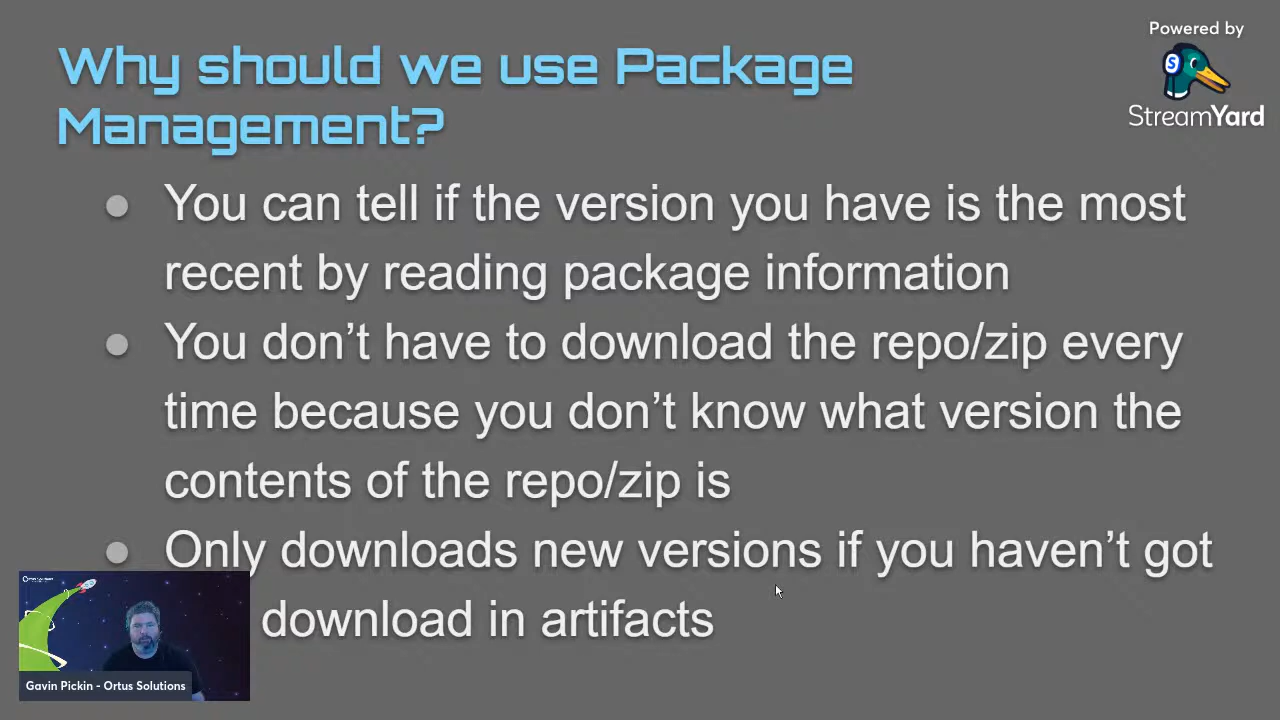 Powered by
StreamYard
Why should we use Package
Management?
● You can tell if the version you have is the most
recent by reading package information
● You don’t have to download the repo/zip every
time because you don’t know what version the
contents of the repo/zip is
● Only downloads new versions if you haven’t got
download in artifacts
Gavin Pickin - Ortus Solutions